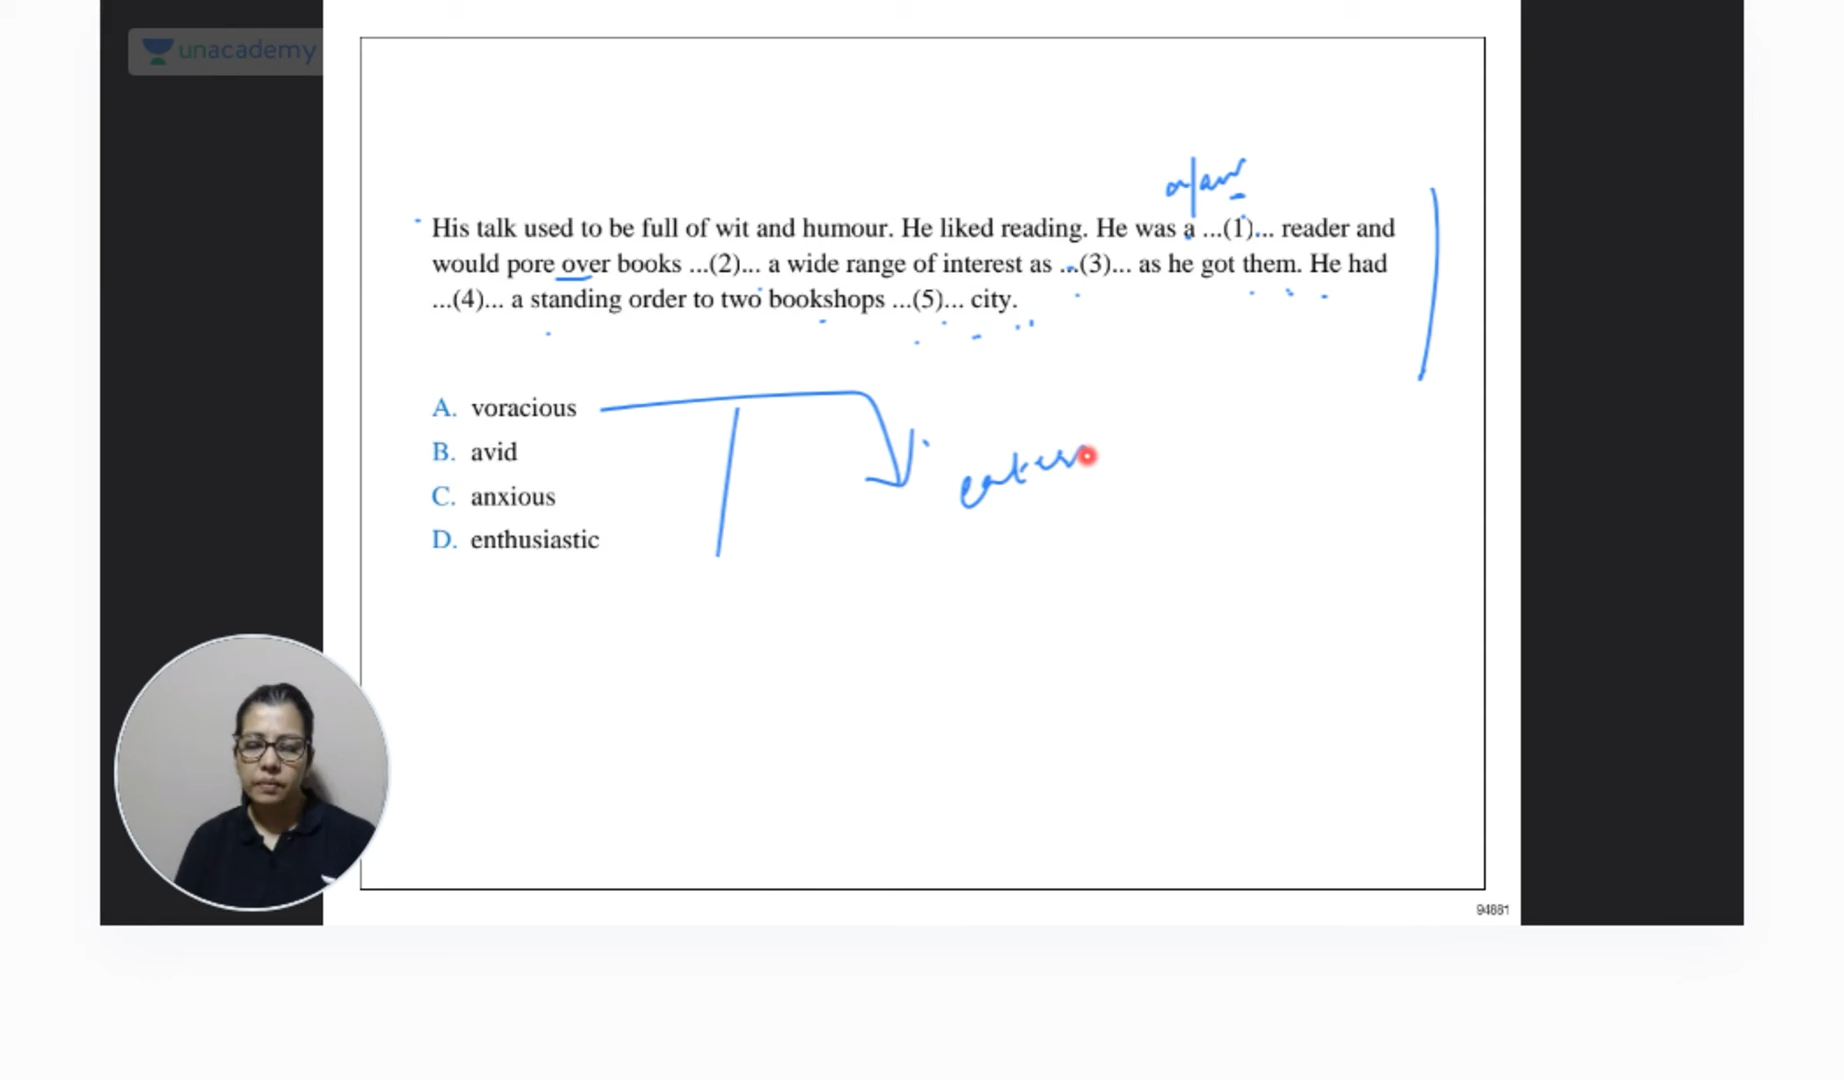 unacademy
a/an
His talk used to be full of wit and humour. He liked reading. He was a ...(1)... reader and
would pore over books ...(2)... a wide range of interest as ...(3)... as he got them. He had
...(4)... a standing order to two bookshops ...(5)... city.
A. voracious
B. avid
C. anxious
D. enthusiastic
eater
94881